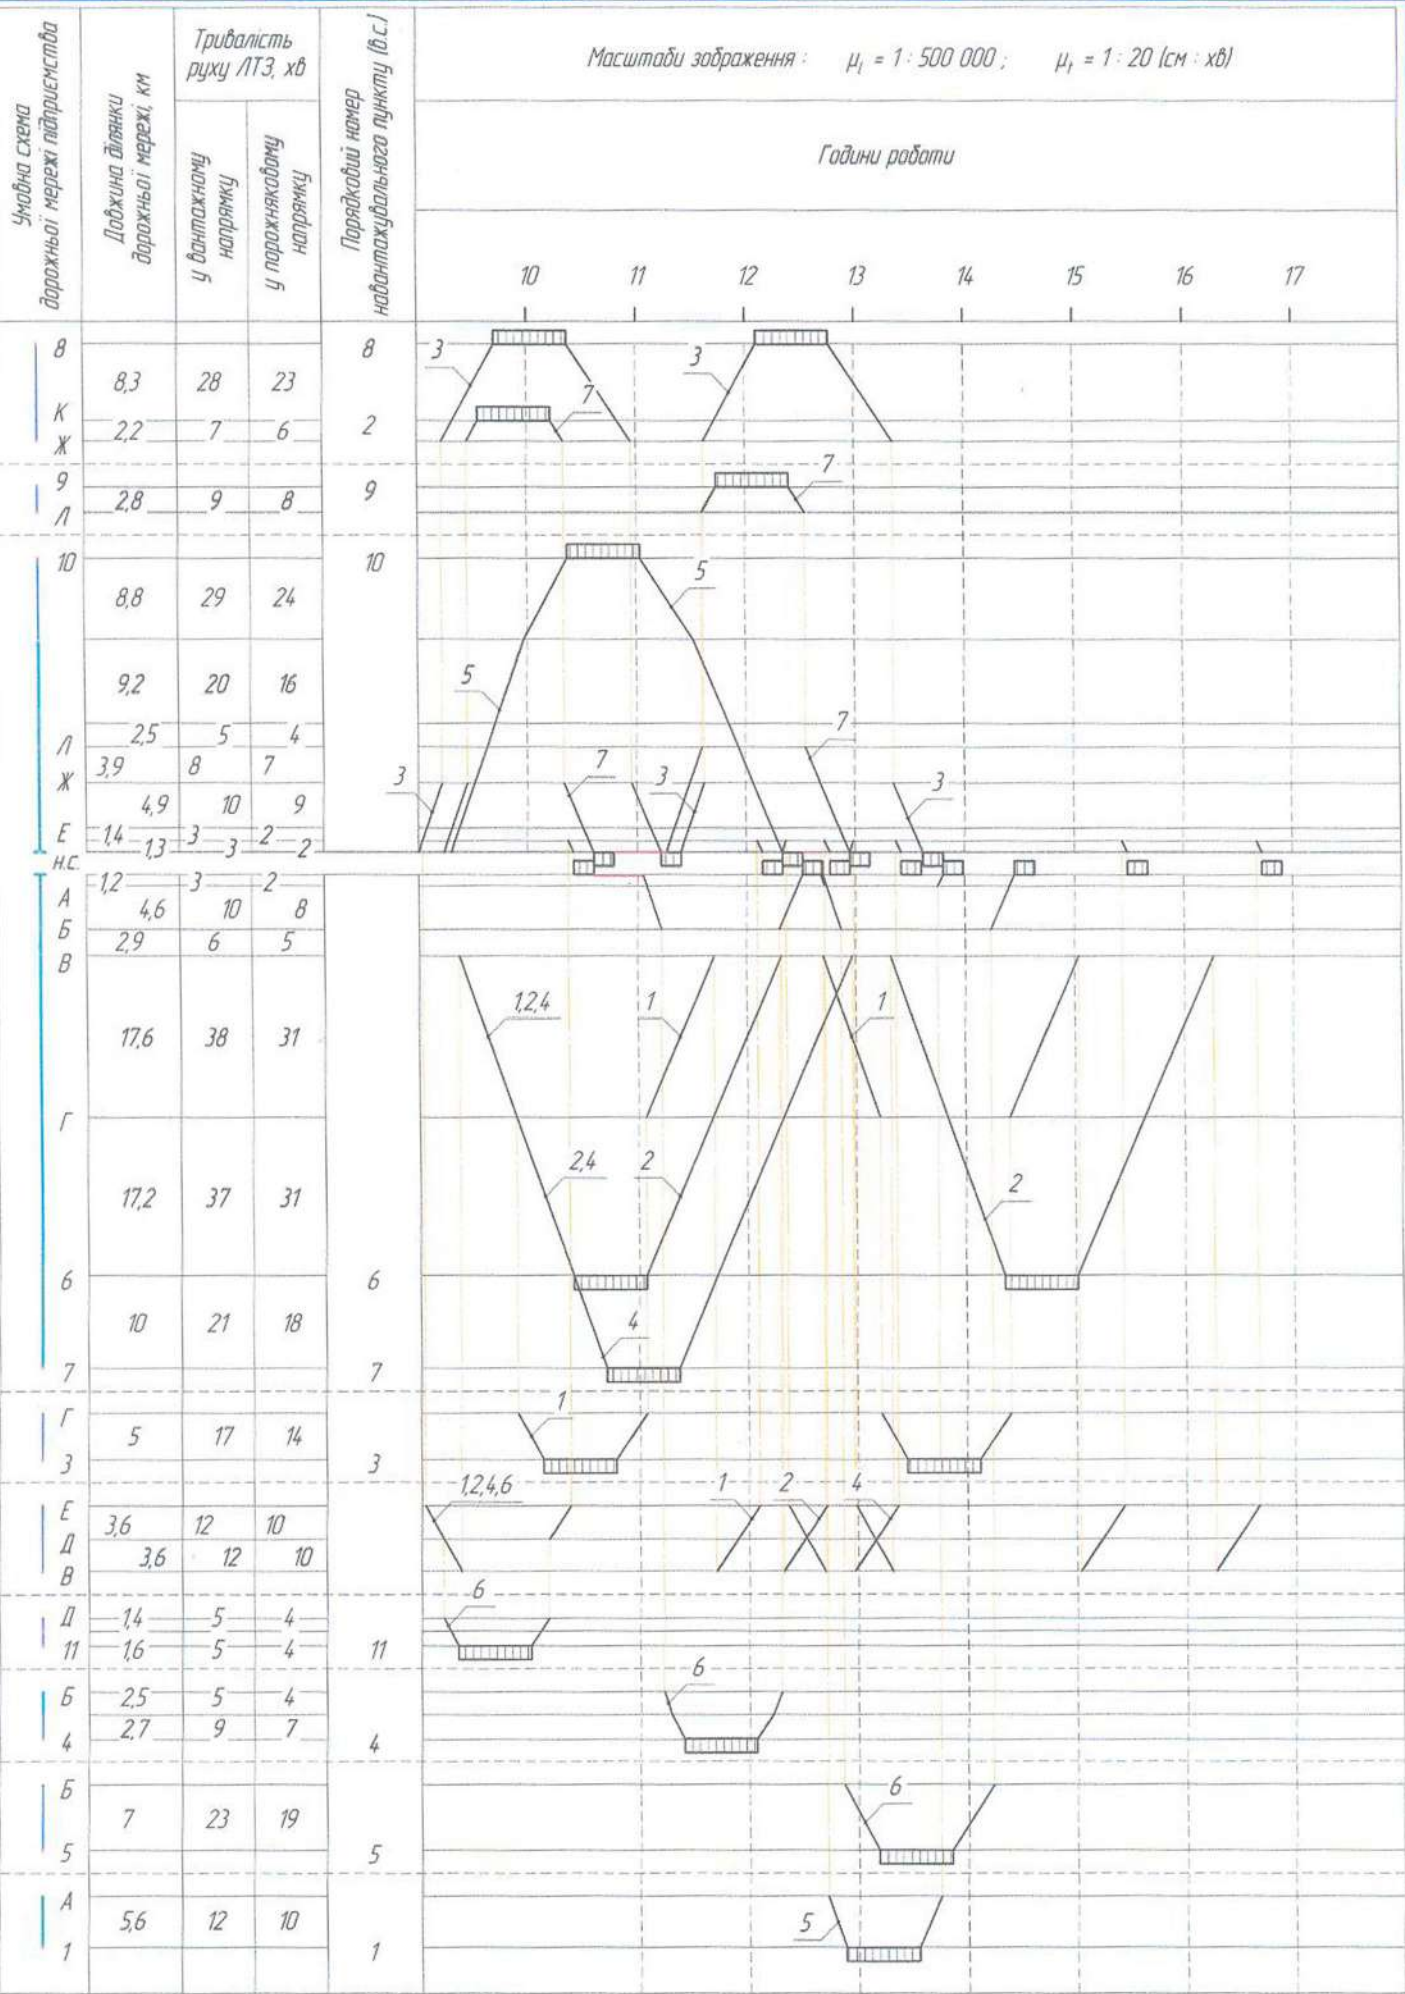 Умовна схема
дорожньої мережі підприємства
Довжина ділянки
дорожньої мережі, км
Тривалість
руху ЛТЗ, хв
у вантажному
напрямку
у порожняковому
напрямку
Порядковий номер
навантажувального пункту (в.с.)
Масштаби зображення : μl = 1 : 500 000 ; μt = 1 : 20 (см : хв)
Години роботи
10 11 12 13 14 15 16 17
8 8 3 3
8,3 28 23
К 7
2,2 7 6 2
Ж
9 9 7
2,8 9 8
Л
10 10
8,8 29 24 5
9,2 20 16 5
2,5 5 4 7
Л
3,9 8 7
Ж 3 7 3 3
4,9 10 9
Е 1,4 3 2
1,3 3 2
н.с.
1,2 3 2
А
4,6 10 8
Б
2,9 6 5
В
17,6 38 31 1,2,4 1 1
Г
17,2 37 31 2,4 2 2
6 6
10 21 18 4
7 7
Г 1
5 17 14
3 3
Е 1,2,4,6 1 2 4
3,6 12 10
Д
3,6 12 10
В
Д 1,4 5 4 6
11 1,6 5 4 11
Б 2,5 5 4 6
2,7 9 7
4 4
Б 6
7 23 19
5 5
А
5,6 12 10 5
1 1